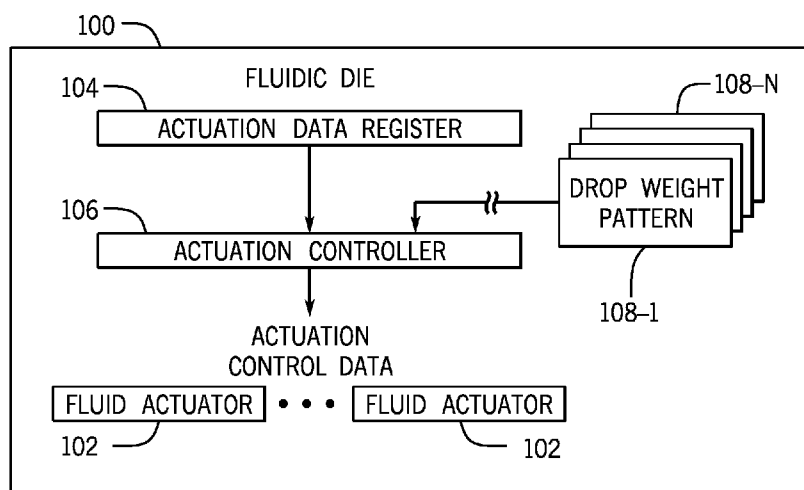 100
FLUIDIC DIE
104
ACTUATION DATA REGISTER
108-N
DROP WEIGHT
PATTERN
108-1
106
ACTUATION CONTROLLER
ACTUATION
CONTROL DATA
FLUID ACTUATOR • • • FLUID ACTUATOR
102
102